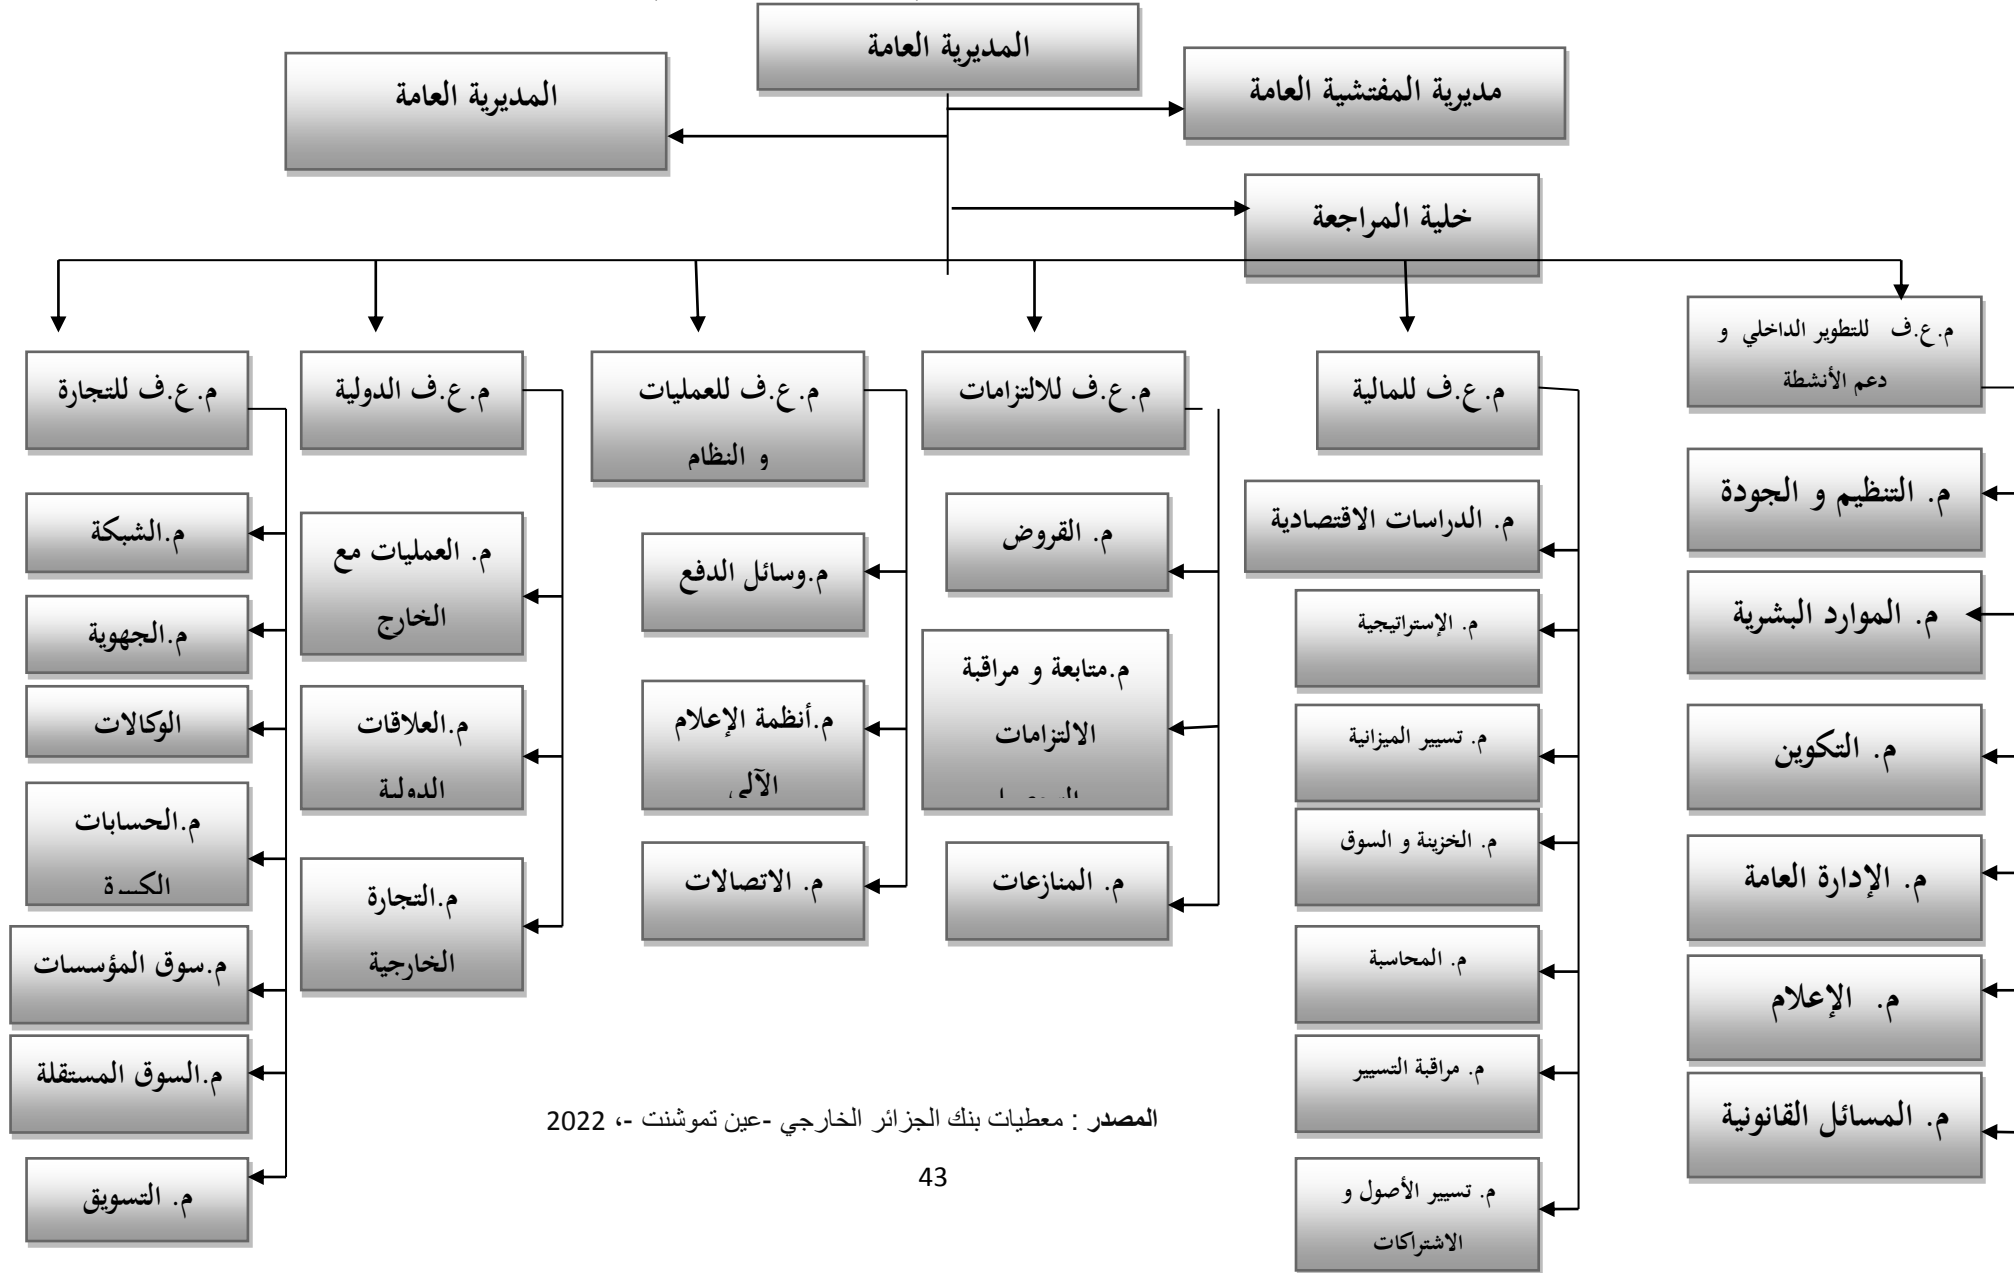 المديرية العامة
مديرية المفتشية العامة
المديرية العامة
خلية المراجعة
م.ع.ف للتطوير الداخلي و
دعم الأنشطة
م. التنظيم و الجودة
م. الموارد البشرية
م. التكوين
م. الإدارة العامة
م. الإعلام
م. المسائل القانونية
م.ع.ف للمالية
م. الدراسات الاقتصادية
م. الإستراتيجية
م. تسيير الميزانية
م. الخزينة و السوق
م. المحاسبة
م. مراقبة التسيير
م. تسيير الأصول و
الاشتراكات
م.ع.ف للالتزامات
م. القروض
م.متابعة و مراقبة
الالتزامات
م. المنازعات
م.ع.ف للعمليات
و النظام
م.وسائل الدفع
م.أنظمة الإعلام
الآلي
م. الاتصالات
م.ع.ف الدولية
م. العمليات مع
الخارج
م.العلاقات
الدولية
م.التجارة
الخارجية
م.ع.ف للتجارة
م.الشبكة
م.الجهوية
الوكالات
م.الحسابات
الكبيرة
م.سوق المؤسسات
م.السوق المستقلة
م. التسويق
المصدر : معطيات بنك الجزائر الخارجي -عين تموشنت -، 2022
43